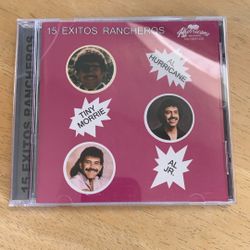 15 EXITOS RANCHEROS
15 EXITOS RANCHEROS
Hurricane
AL
HURRICANE
TINY
MORRIE
AL
JR.